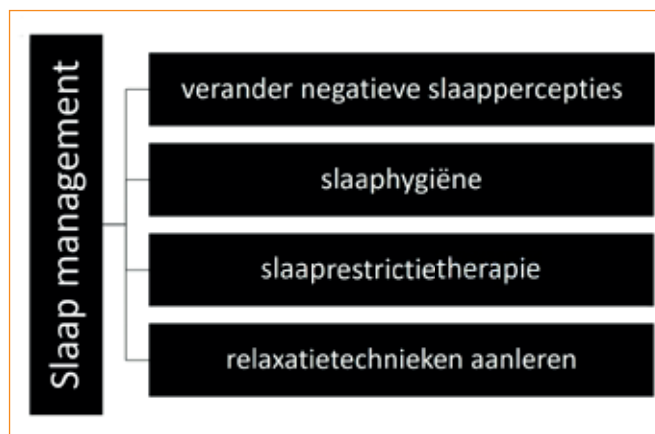 Slaap management
verander negatieve slaappercepties
slaaphygiëne
slaaprestrictietherapie
relaxatietechnieken aanleren